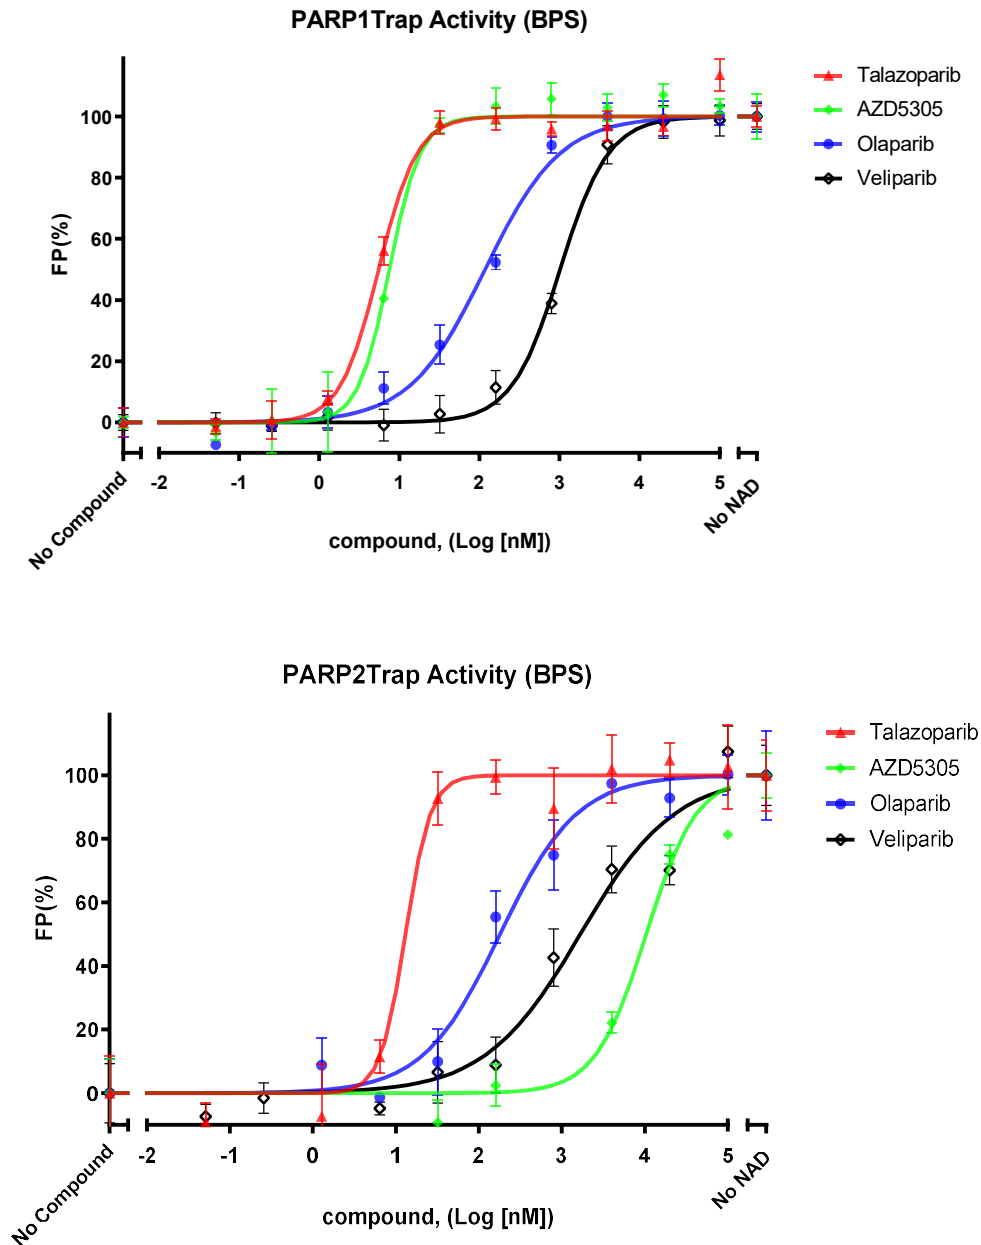 PARP1Trap Activity (BPS)
Talazoparib
AZD5305
Olaparib
Veliparib
100
80
60
40
20
0
FP(%)
No Compound
-2 -1 0 1 2 3 4 5
No NAD
compound, (Log [nM])
PARP2Trap Activity (BPS)
Talazoparib
AZD5305
Olaparib
Veliparib
100
80
60
40
20
0
FP(%)
No Compound
-2 -1 0 1 2 3 4 5
No NAD
compound, (Log [nM])